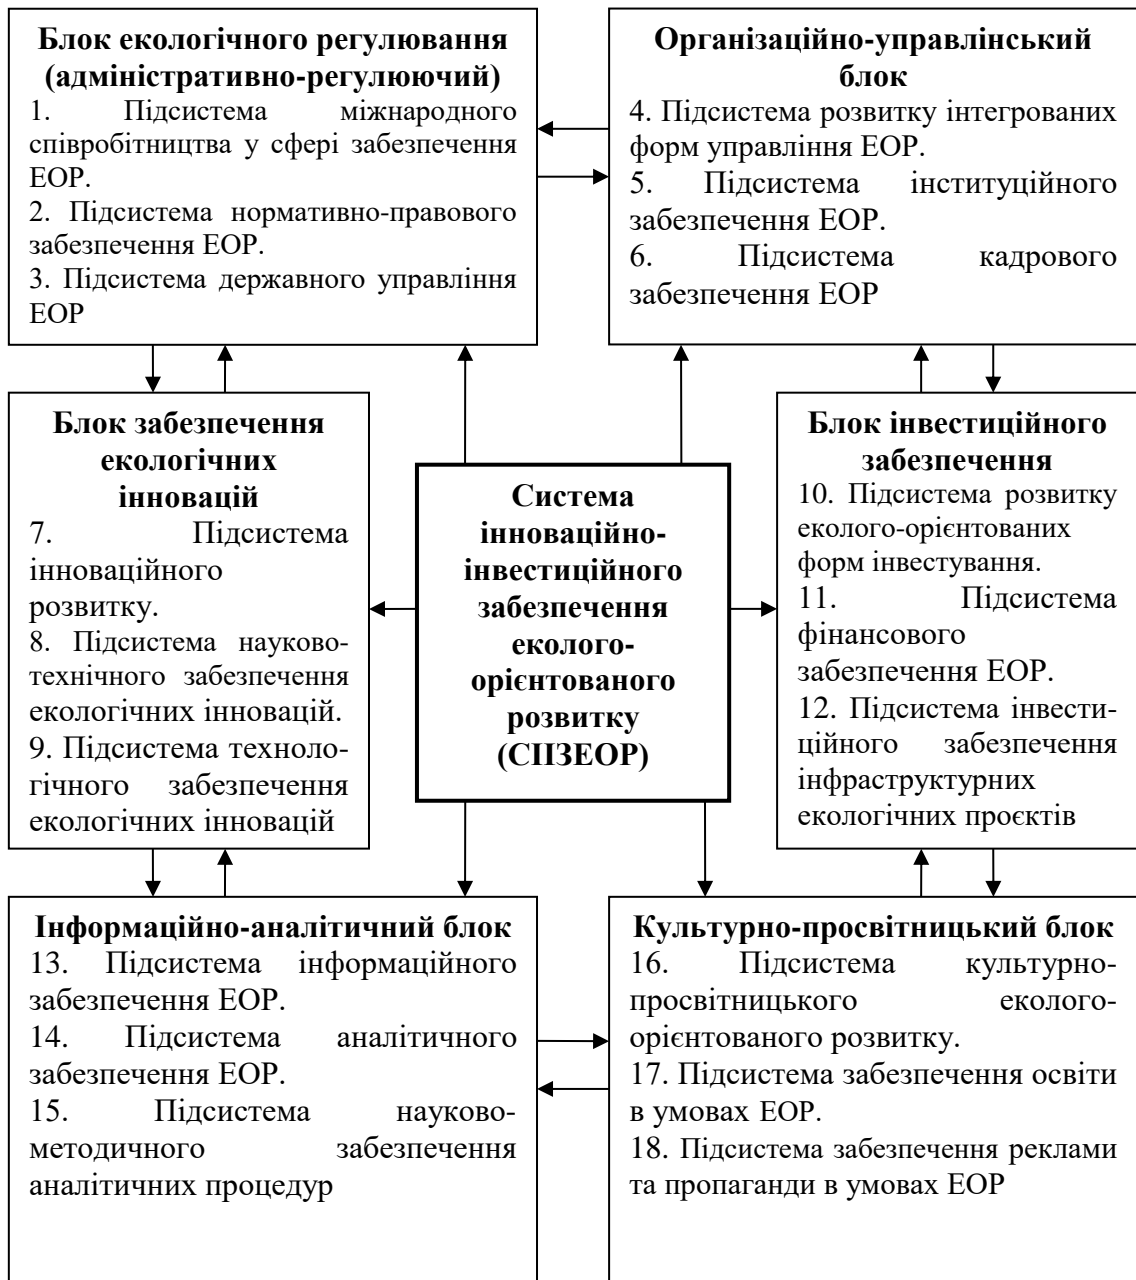 Блок екологічного регулювання
(адміністративно-регулюючий)
1. Підсистема міжнародного
співробітництва у сфері забезпечення
ЕОР.
2. Підсистема нормативно-правового
забезпечення ЕОР.
3. Підсистема державного управління
ЕОР
Організаційно-управлінський
блок
4. Підсистема розвитку інтегрованих
форм управління ЕОР.
5. Підсистема інституційного
забезпечення ЕОР.
6. Підсистема кадрового
забезпечення ЕОР
Блок забезпечення
екологічних
інновацій
7. Підсистема
інноваційного
розвитку.
8. Підсистема науково-
технічного забезпечення
екологічних інновацій.
9. Підсистема техноло-
гічного забезпечення
екологічних інновацій
Система
інноваційно-
інвестиційного
забезпечення
еколого-
орієнтованого
розвитку
(СІІЗЕОР)
Блок інвестиційного
забезпечення
10. Підсистема розвитку
еколого-орієнтованих
форм інвестування.
11. Підсистема
фінансового
забезпечення ЕОР.
12. Підсистема інвести-
ційного забезпечення
інфраструктурних
екологічних проєктів
Інформаційно-аналітичний блок
13. Підсистема інформаційного
забезпечення ЕОР.
14. Підсистема аналітичного
забезпечення ЕОР.
15. Підсистема науково-
методичного забезпечення
аналітичних процедур
Культурно-просвітницький блок
16. Підсистема культурно-
просвітницького еколого-
орієнтованого розвитку.
17. Підсистема забезпечення освіти
в умовах ЕОР.
18. Підсистема забезпечення реклами
та пропаганди в умовах ЕОР